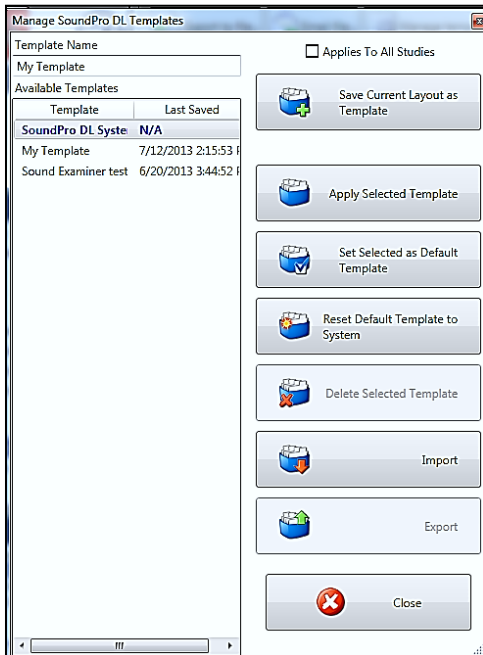 Manage SoundPro DL Templates
Template Name
Applies To All Studies
My Template
Available Templates
Template Last Saved
SoundPro DL Syste N/A
My Template 7/12/2013 2:15:53
Sound Examiner test 6/20/2013 3:44:52
Save Current Layout as
Template
Apply Selected Template
Set Selected as Default
Template
Reset Default Template to
System
Delete Selected Template
Import
Export
Close